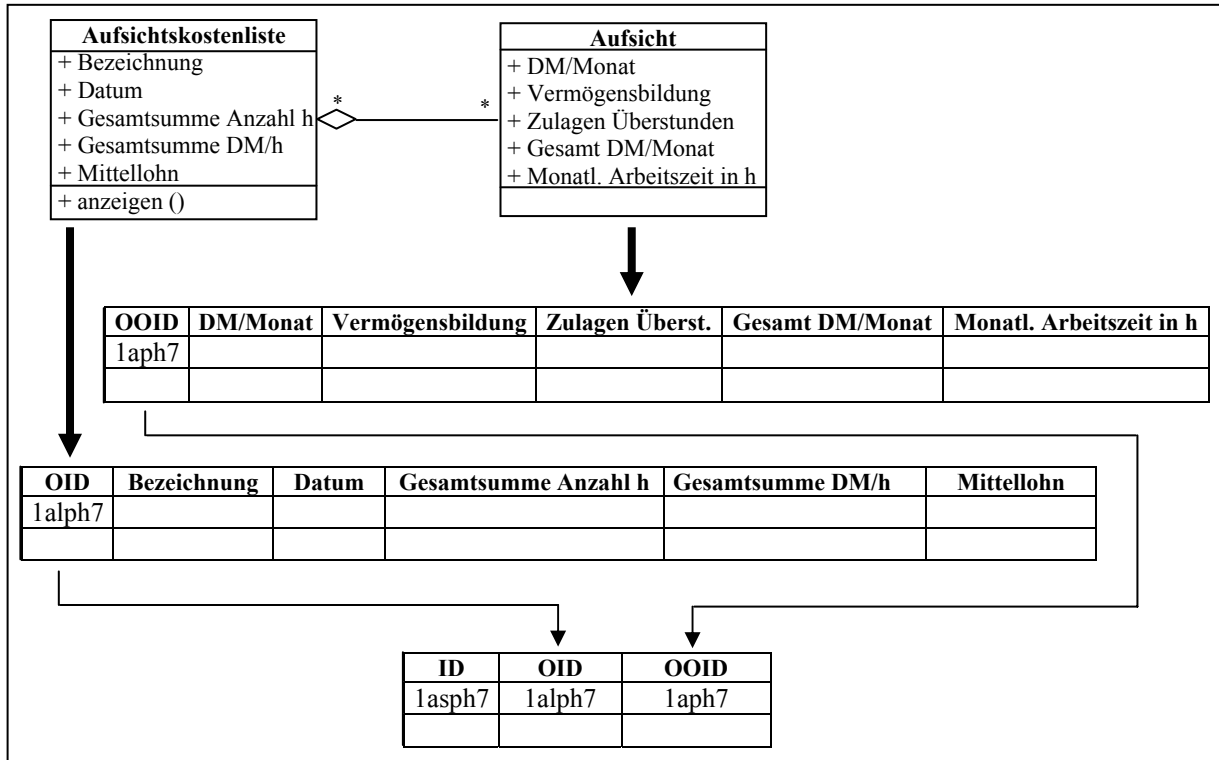 Aufsichtskostenliste
+ Bezeichnung
+ Datum
+ Gesamtsumme Anzahl h
+ Gesamtsumme DM/h
+ Mittellohn
+ anzeigen ()
* *
Aufsicht
+ DM/Monat
+ Vermögensbildung
+ Zulagen Überstunden
+ Gesamt DM/Monat
+ Monatl. Arbeitszeit in h
OOID DM/Monat Vermögensbildung Zulagen Überst. Gesamt DM/Monat Monatl. Arbeitszeit in h
1aph7
OID Bezeichnung Datum Gesamtsumme Anzahl h Gesamtsumme DM/h Mittellohn
1alph7
ID OID OOID
1asph7 1alph7 1aph7